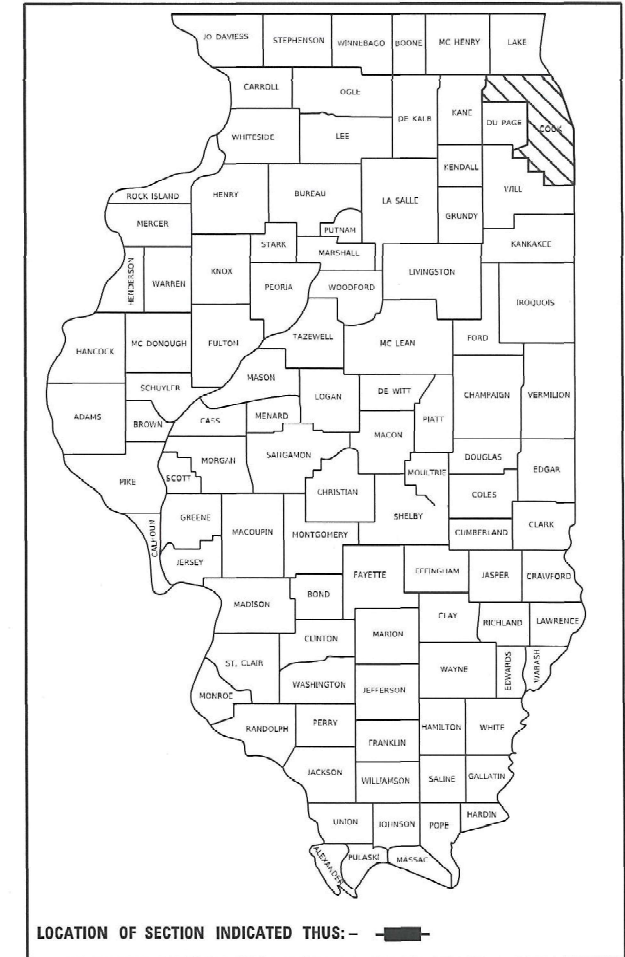 JO DAVIESS STEPHENSON WINNEBAGO BOONE MC HENRY LAKE
CARROLL OGLE DE KALB KANE DU PAGE COOK
WHITESIDE LEE
KENDALL WILL
ROCK ISLAND HENRY BUREAU LA SALLE GRUNDY
MERCER PUTNAM
STARK MARSHALL KANKAKEE
HENDERSON WARREN KNOX PEORIA WOODFORD LIVINGSTON IROQUOIS
HANCOCK MC DONOUGH FULTON TAZEWELL MC LEAN FORD
SCHUYLER MASON
ADAMS BROWN CASS MENARD LOGAN DE WITT PIATT CHAMPAIGN VERMILION
MACON
PIKE SCOTT MORGAN SANGAMON MOULTRIE DOUGLAS EDGAR
CHRISTIAN COLES
CALHOUN GREENE MACOUPIN MONTGOMERY SHELBY CUMBERLAND CLARK
JERSEY FAYETTE EFFINGHAM JASPER CRAWFORD
MADISON BOND
CLINTON MARION CLAY RICHLAND LAWRENCE
ST. CLAIR WASHINGTON JEFFERSON WAYNE EDWARDS WABASH
MONROE
RANDOLPH PERRY FRANKLIN HAMILTON WHITE
JACKSON WILLIAMSON SALINE GALLATIN
UNION JOHNSON POPE HARDIN
ALEXANDER PULASKI MASSAC
LOCATION OF SECTION INDICATED THUS: –